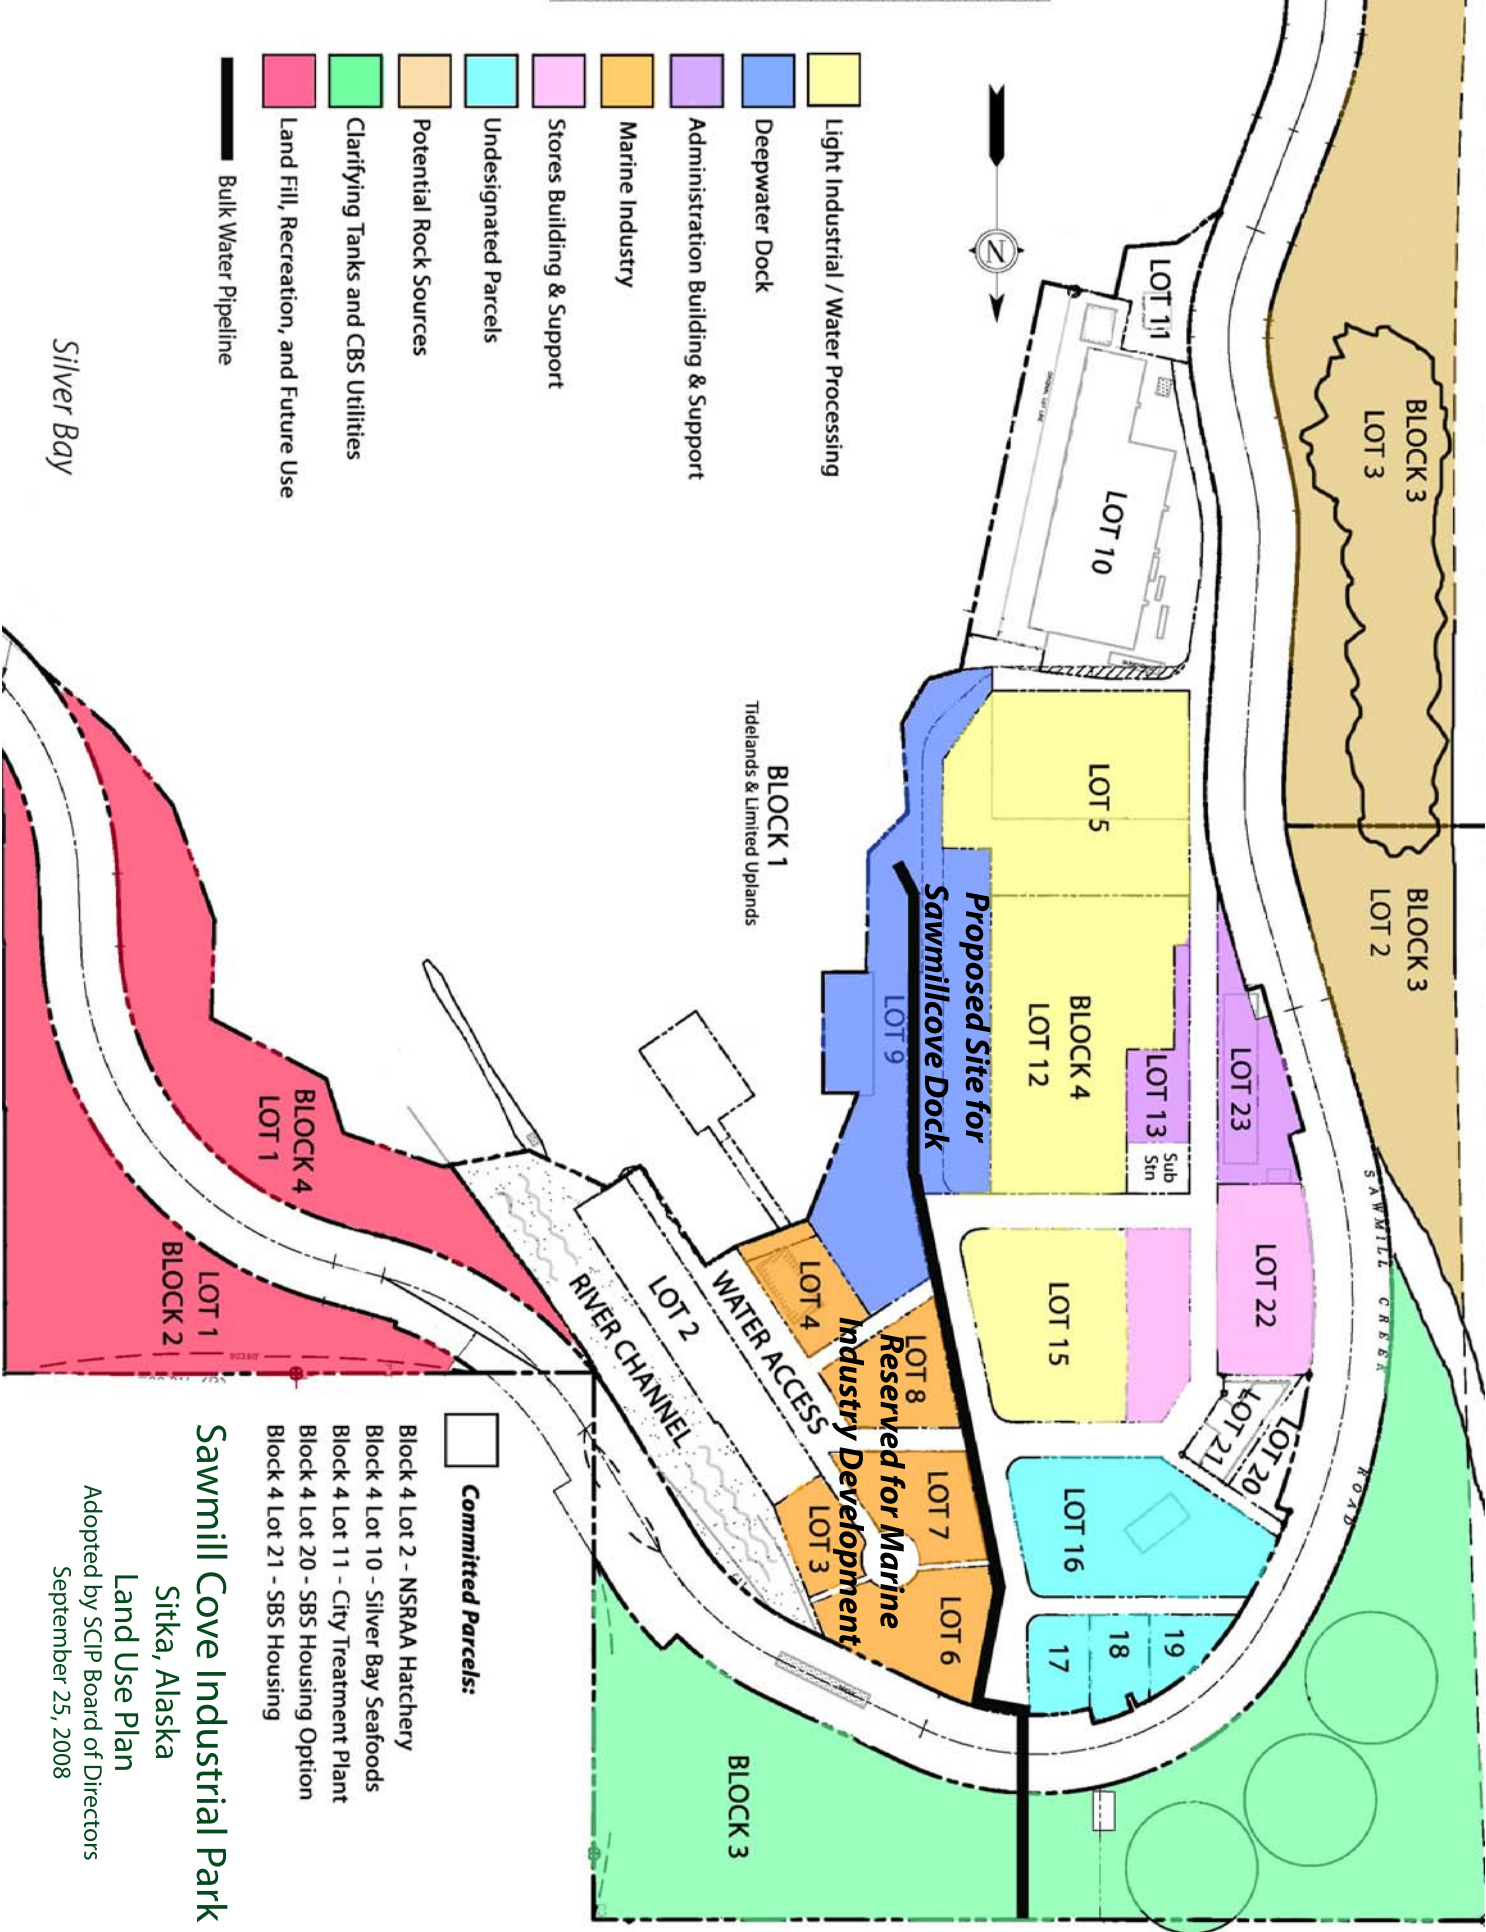 Light Industrial / Water Processing
Deepwater Dock
Administration Building & Support
Marine Industry
Stores Building & Support
Undesignated Parcels
Potential Rock Sources
Clarifying Tanks and CBS Utilities
Land Fill, Recreation, and Future Use
Bulk Water Pipeline
N
Silver Bay
BLOCK 3
LOT 3
BLOCK 3
LOT 2
LOT 11
LOT 10
LOT 5
BLOCK 4
LOT 12
LOT 13
Sub
Stn
LOT 23
LOT 22
SAWMILL CREEK ROAD
LOT 21
LOT 20
LOT 15
LOT 16
17
18
19
Proposed Site for
Sawmillcove Dock
LOT 9
BLOCK 1
Tidelands & Limited Uplands
LOT 4
LOT 8
LOT 7
LOT 6
LOT 3
Reserved for Marine
Industry Development
WATER ACCESS
LOT 2
RIVER CHANNEL
BLOCK 4
LOT 1
LOT 1
BLOCK 2
BLOCK 3
Committed Parcels:
Block 4 Lot 2 - NSRAA Hatchery
Block 4 Lot 10 - Silver Bay Seafoods
Block 4 Lot 11 - City Treatment Plant
Block 4 Lot 20 - SBS Housing Option
Block 4 Lot 21 - SBS Housing
Sawmill Cove Industrial Park
Sitka, Alaska
Land Use Plan
Adopted by SCIP Board of Directors
September 25, 2008